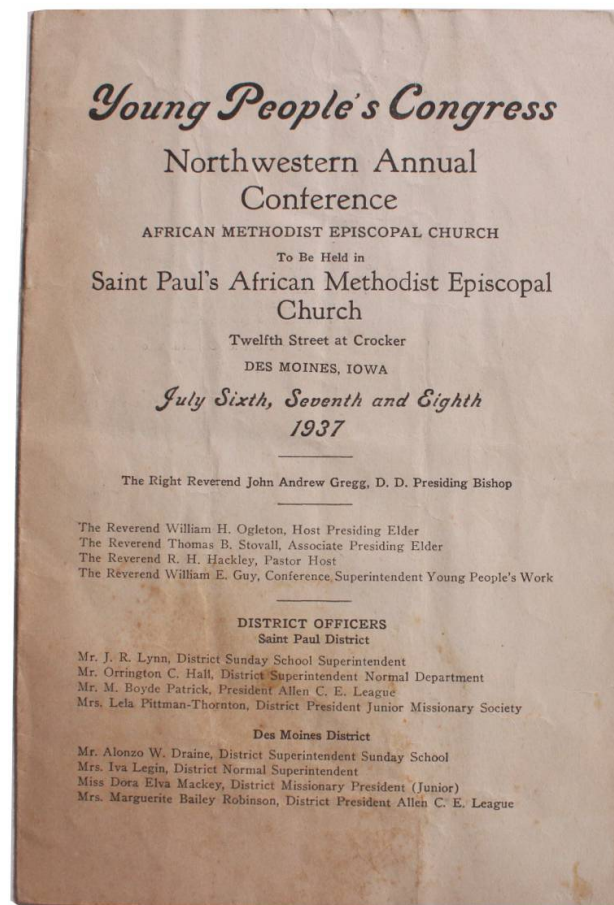 Young People's Congress
Northwestern Annual
Conference
AFRICAN METHODIST EPISCOPAL CHURCH
To Be Held in
Saint Paul's African Methodist Episcopal
Church
Twelfth Street at Crocker
DES MOINES, IOWA
July Sixth, Seventh and Eighth
1937
The Right Reverend John Andrew Gregg, D. D. Presiding Bishop
The Reverend William H. Ogleton, Host Presiding Elder
The Reverend Thomas B. Stovall, Associate Presiding Elder
The Reverend R. H. Hackley, Pastor Host
The Reverend William E. Guy, Conference Superintendent Young People's Work
DISTRICT OFFICERS
Saint Paul District
Mr. J. R. Lynn, District Sunday School Superintendent
Mr. Orrington C. Hall, District Superintendent Normal Department
Mr. M. Boyde Patrick, President Allen C. E. League
Mrs. Lela Pittman-Thornton, District President Junior Missionary Society
Des Moines District
Mr. Alonzo W. Draine, District Superintendent Sunday School
Mrs. Iva Legin, District Normal Superintendent
Miss Dora Elva Mackey, District Missionary President (Junior)
Mrs. Marguerite Bailey Robinson, District President Allen C. E. League